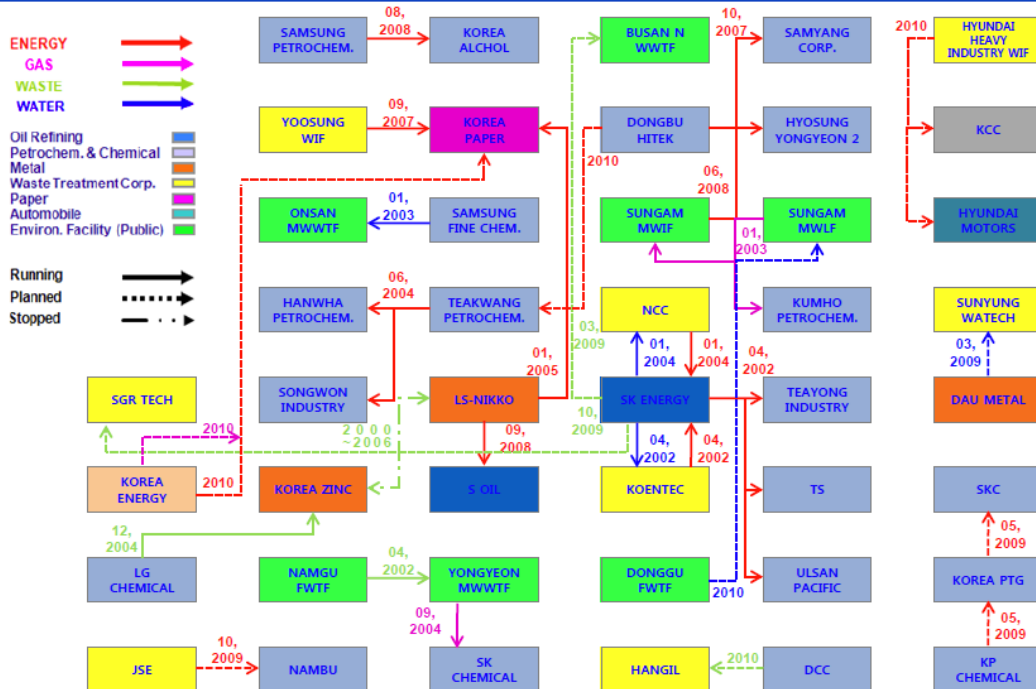 ENERGY
GAS
WASTE
WATER
Oil Refining
Petrochem. & Chemical
Metal
Waste Treatment Corp.
Paper
Automobile
Environ. Facility (Public)
Running
Planned
Stopped
SAMSUNG
PETROCHEM.
08,
2008
KOREA
ALCHOL
BUSAN N
WWTF
10,
2007
SAMYANG
CORP.
2010
HYUNDAI
HEAVY
INDUSTRY WIF
YOOSUNG
WIF
09,
2007
KOREA
PAPER
DONGBU
HITEK
2010
HYOSUNG
YONGYEON 2
KCC
06,
2008
ONSAN
MWWTF
01,
2003
SAMSUNG
FINE CHEM.
SUNGAM
MWIF
01,
2003
SUNGAM
MWLF
HYUNDAI
MOTORS
06,
2004
HANWHA
PETROCHEM.
TEAKWANG
PETROCHEM.
03,
2009
NCC
KUMHO
PETROCHEM.
SUNYUNG
WATECH
01,
2005
01,
2004
01,
2004
04,
2002
03,
2009
SGR TECH
SONGWON
INDUSTRY
LS-NIKKO
SK ENERGY
TEAYONG
INDUSTRY
DAU METAL
2000
~2006
10,
2009
2010
09,
2008
04,
2002
04,
2002
KOREA
ENERGY
2010
KOREA ZINC
S OIL
KOENTEC
TS
SKC
12,
2004
05,
2009
LG
CHEMICAL
NAMGU
FWTF
04,
2002
YONGYEON
MWWTF
DONGGU
FWTF
2010
ULSAN
PACIFIC
KOREA PTG
09,
2004
05,
2009
JSE
10,
2009
NAMBU
SK
CHEMICAL
HANGIL
2010
DCC
KP
CHEMICAL